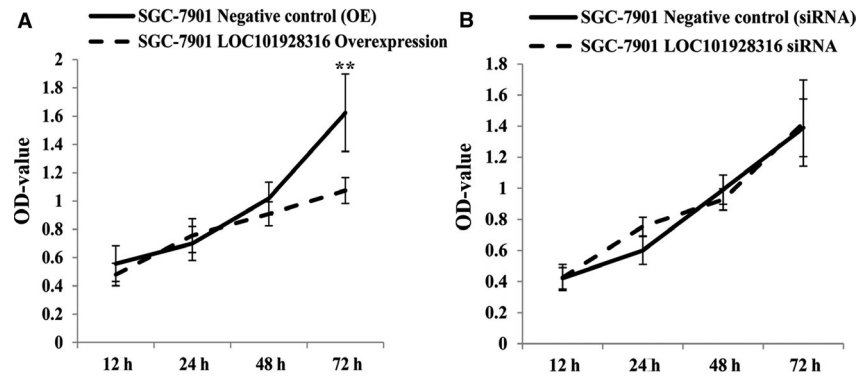 A
SGC-7901 Negative control (OE)
SGC-7901 LOC101928316 Overexpression
**
OD-value
2
1.8
1.6
1.4
1.2
1
0.8
0.6
0.4
0.2
0
12 h
24 h
48 h
72 h
B
SGC-7901 Negative control (siRNA)
SGC-7901 LOC101928316 siRNA
OD-value
1.8
1.6
1.4
1.2
1
0.8
0.6
0.4
0.2
0
12 h
24 h
48 h
72 h